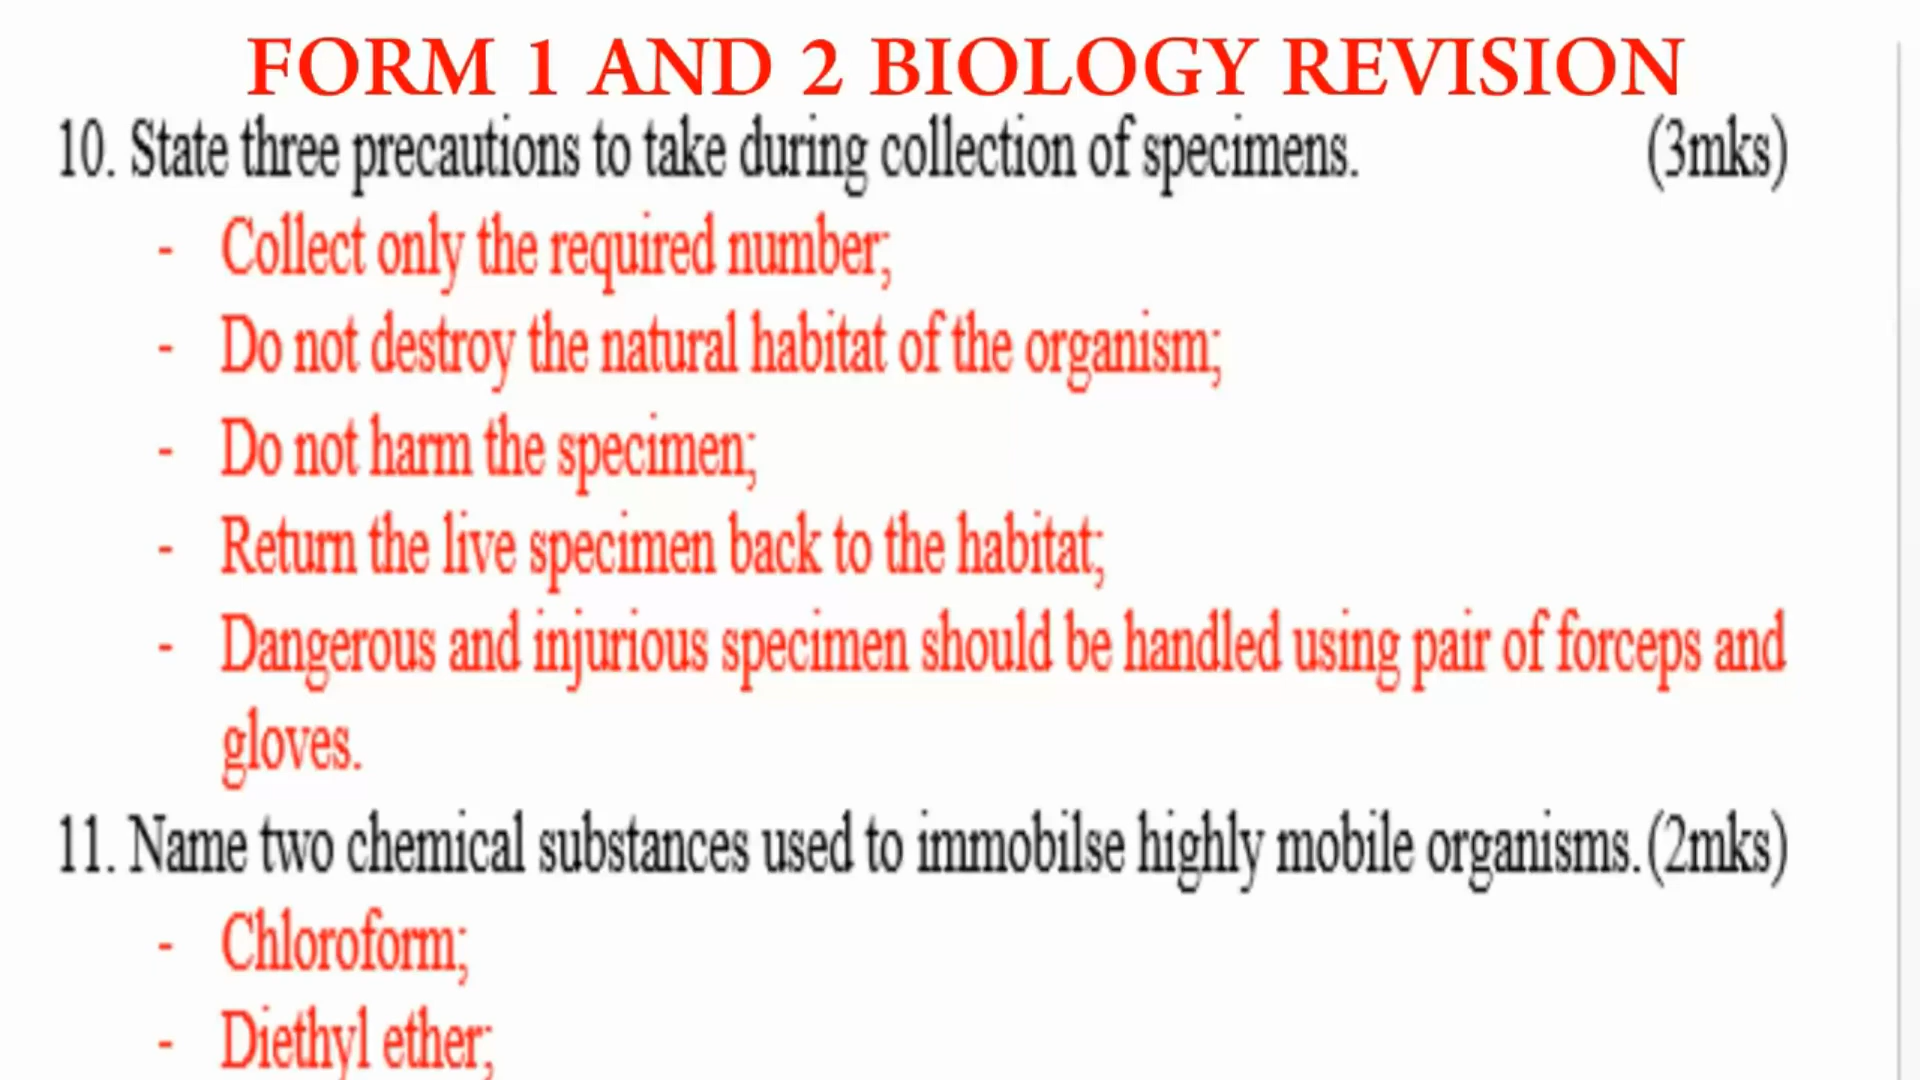 FORM 1 AND 2 BIOLOGY REVISION
10. State three precautions to take during collection of specimens. (3mks)
- Collect only the required number;
- Do not destroy the natural habitat of the organism;
- Do not harm the specimen;
- Return the live specimen back to the habitat;
- Dangerous and injurious specimen should be handled using pair of forceps and
gloves.
11. Name two chemical substances used to immobilse highly mobile organisms.(2mks)
- Chloroform;
- Diethyl ether;